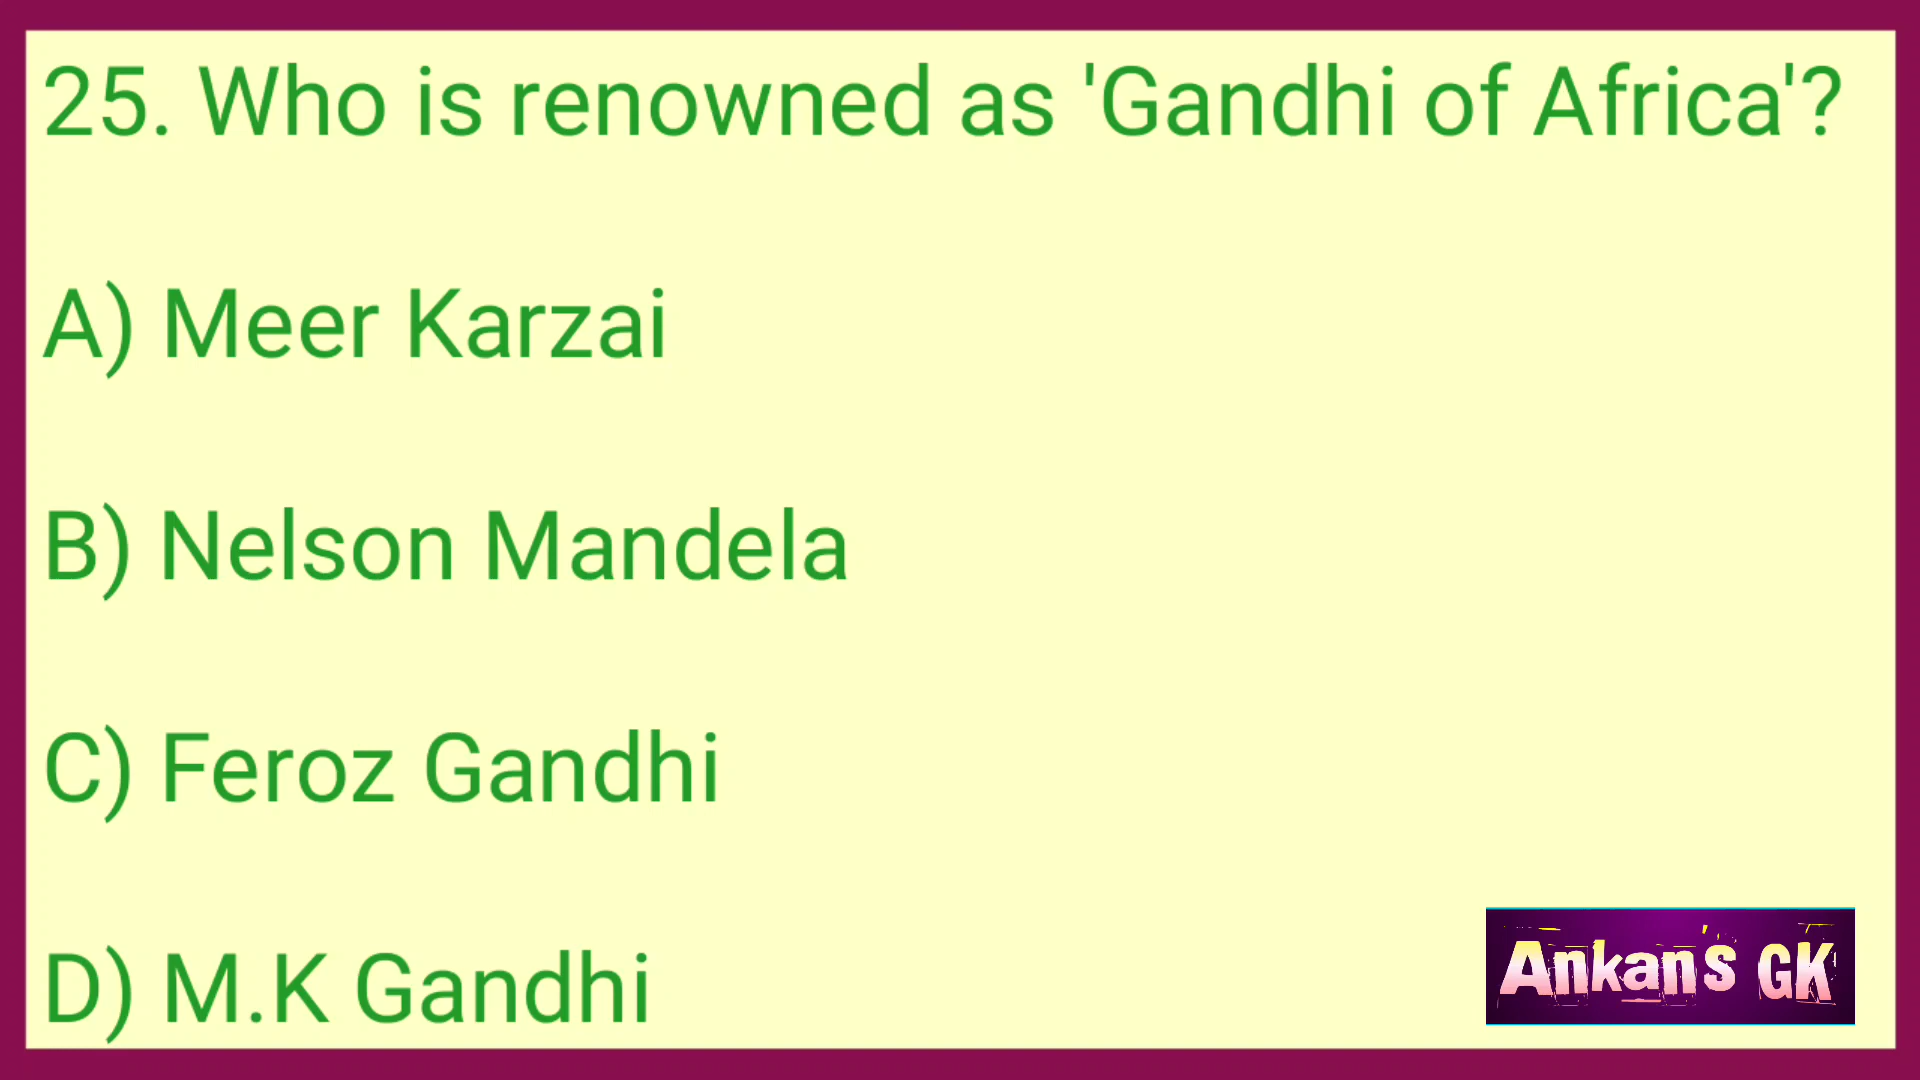 25. Who is renowned as 'Gandhi of Africa'?
A) Meer Karzai
B) Nelson Mandela
C) Feroz Gandhi
D) M.K Gandhi
Ankan's GK